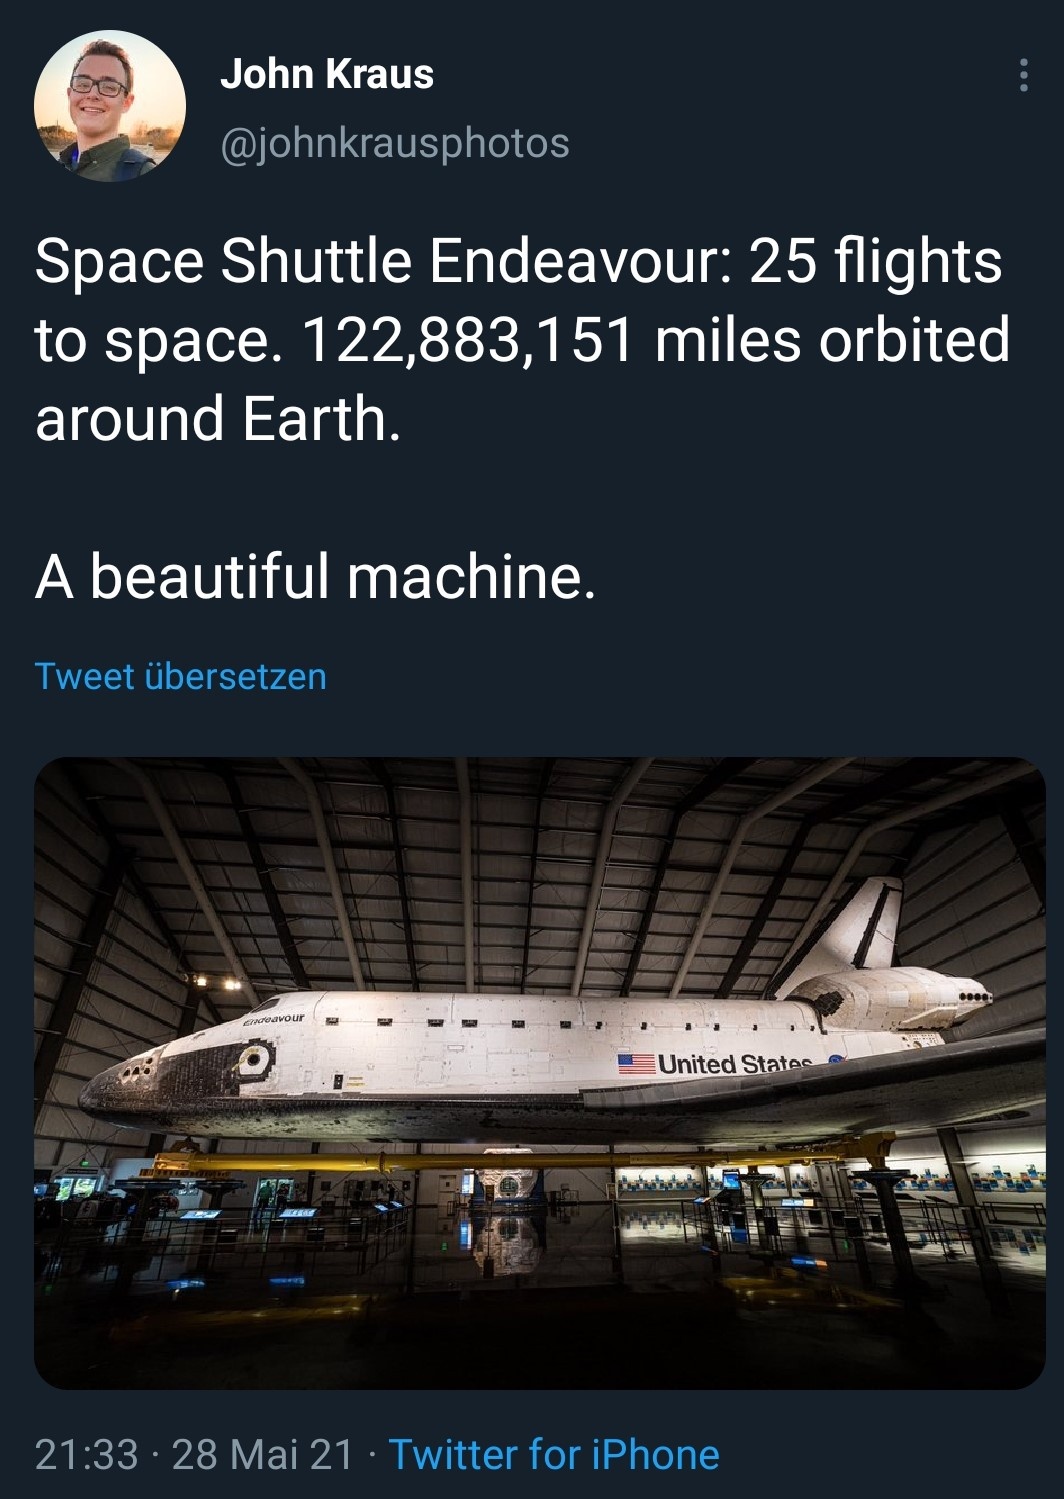 John Kraus
@johnkrausphotos
Space Shuttle Endeavour: 25 flights
to space. 122,883,151 miles orbited
around Earth.
A beautiful machine.
Tweet übersetzen
Endeavour
United States
21:33 · 28 Mai 21 · Twitter for iPhone